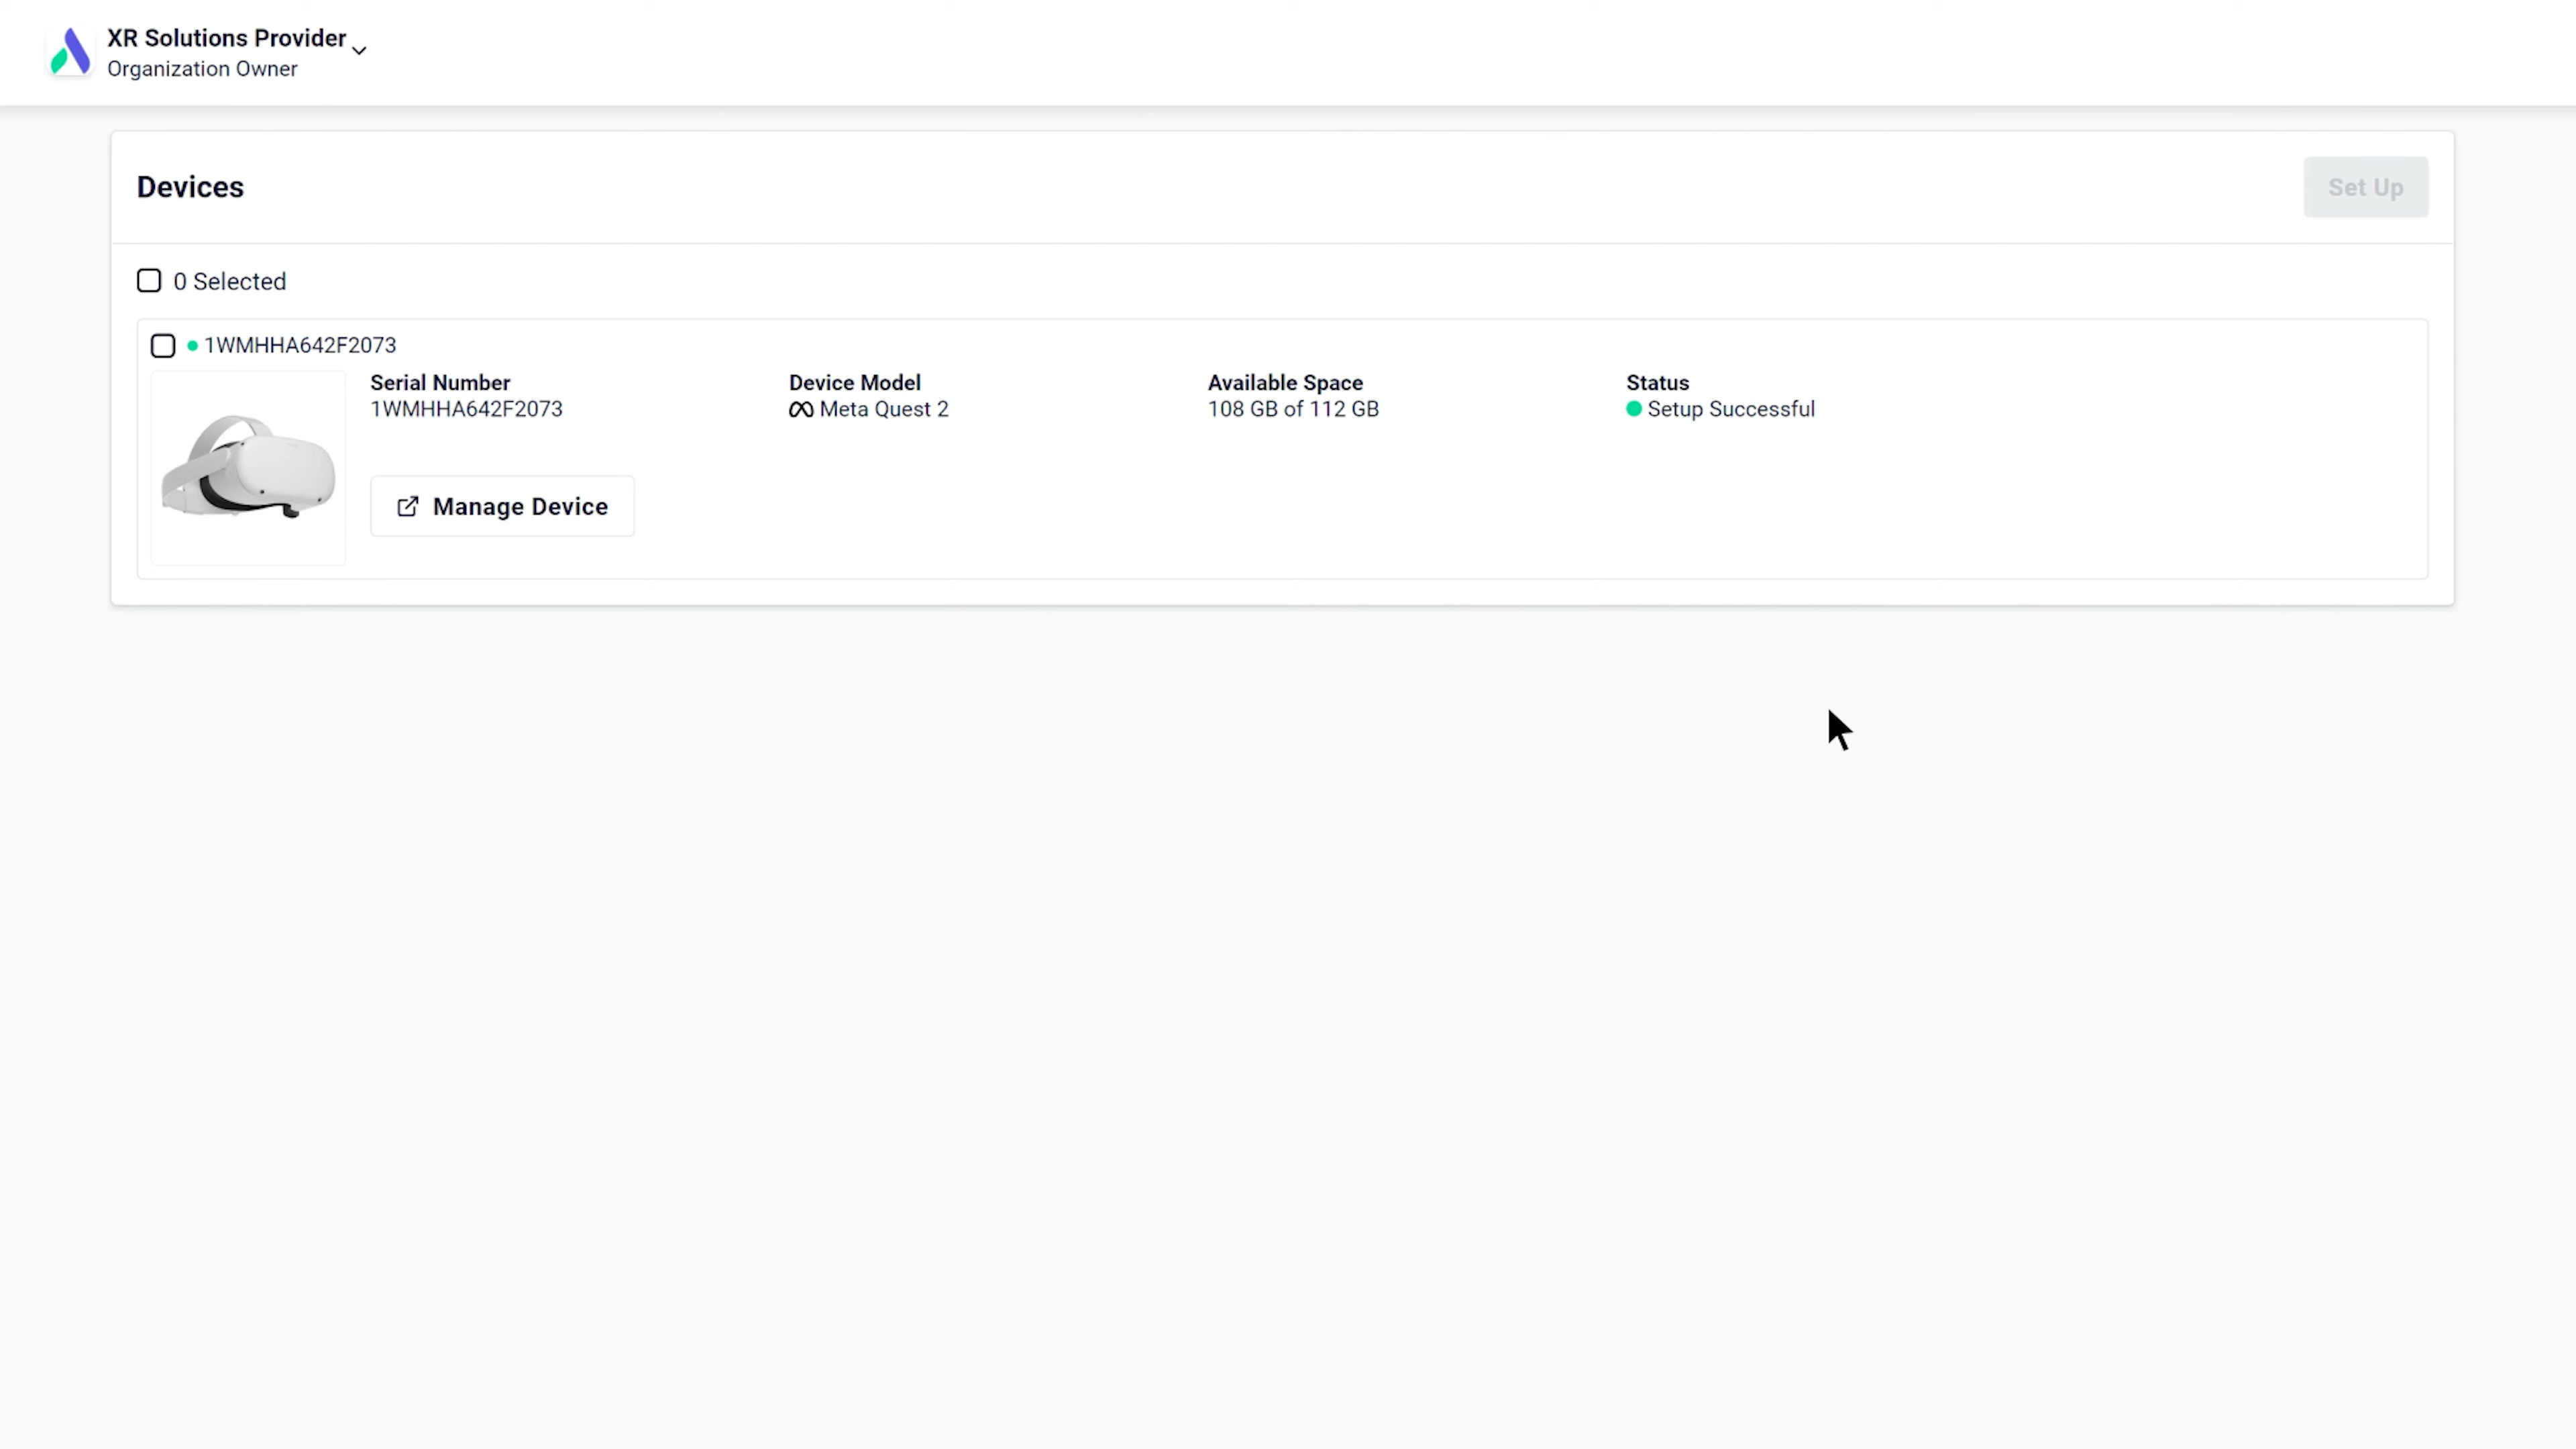 XR Solutions Provider
Organization Owner
Devices
Set Up
0 Selected
1WMHHA642F2073
Serial Number
1WMHHA642F2073
Device Model
Meta Quest 2
Available Space
108 GB of 112 GB
Status
Setup Successful
Manage Device